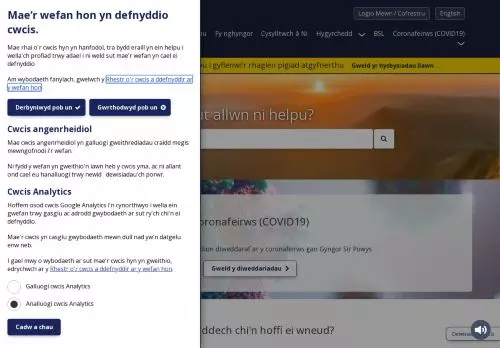 Mae'r wefan hon yn defnyddio
cwcis.
Mae rhai o'r cwcis hyn yn hanfodol, tra bydd eraill yn ein helpu i
wella'ch profiad trwy adael i ni weld sut mae'r wefan yn cael ei
defnyddio
Am wybodaeth fanylach, gwelwch y Rhestr o'r cwcis a ddefnyddir ar
y wefan hon
Derbyniwyd pob un
Gwrthodwyd pob un
Cwcis angenrheidiol
Mae cwcis angenrheidiol yn galluogi gweithrediadau craidd megis
mewngofnodi i'r wefan.
Ni fydd y wefan yn gweithio'n iawn heb y cwcis yma, ac ni allant
ond cael eu hanalluogi trwy newid dewisiadau'ch porwr.
Cwcis Analytics
Hoffem osod cwcis Google Analytics i'n cynorthwyo i wella ein
gwefan trwy gasglu ac adrodd gwybodaeth ar sut ry'ch chi'n ei
defnyddio.
Mae'r cwcis yn casglu gwybodaeth mewn dull nad yw'n datgelu
enw neb.
I gael mwy o wybodaeth ar sut mae'r cwcis hyn yn gweithio,
edrychwch ar y Rhestr o'r cwcis a ddefnyddir ar y wefan hon.
Galluogi cwcis Analytics
Analluogi cwcis Analytics
Cadw a chau
Logio Mewn / Cofrestru
English
au Fy nghyngor Cysylltwch â Ni Hygyrchedd BSL Coronafeirws (COVID19)
u i gyflenwi'r rhaglen pigiad atgyfnerthu Gweld yr hysbysiadau llawn
ut allwn ni helpu?
oronafeirws (COVID19)
dion diweddaraf ar y coronafeirws gan Gyngor Sir Powys
Gweld y diweddariadau
ddech chi'n hoffi ei wneud?